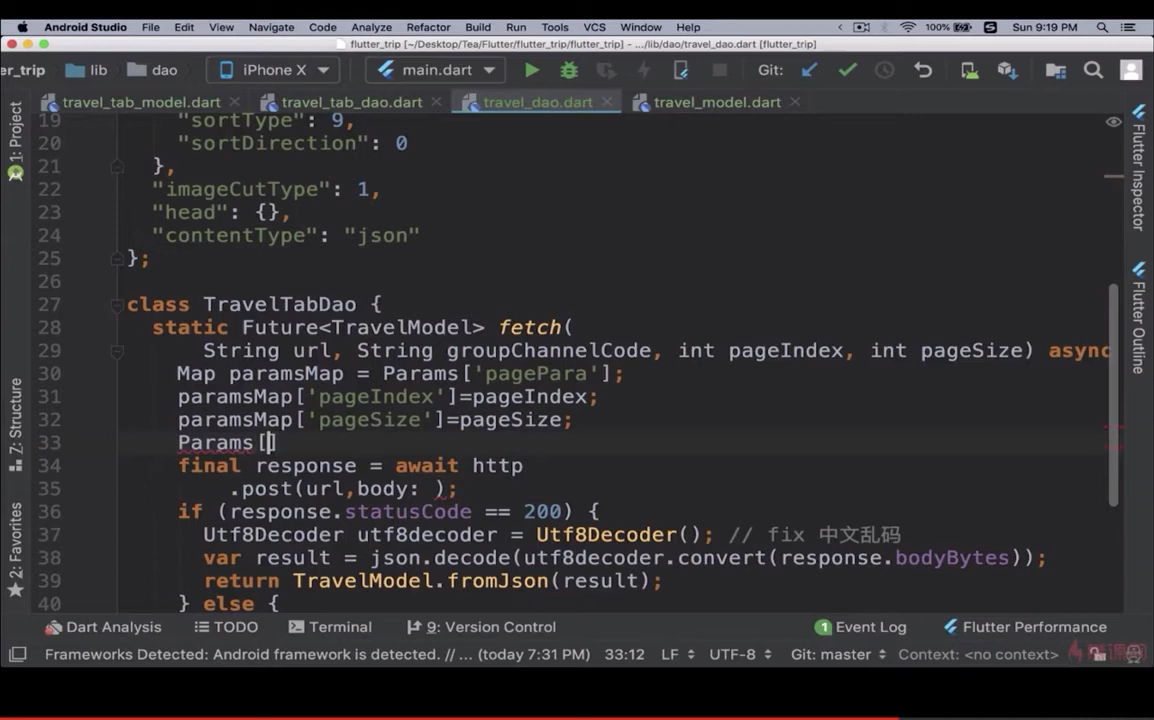 Android Studio File Edit View Navigate Code Analyze Refactor Build Run Tools VCS Window Help 100% Sun 9:19 PM
flutter_trip [~/Desktop/Tea/Flutter/flutter_trip/flutter_trip] - .../lib/dao/travel_dao.dart [flutter_trip]
er_trip lib dao iPhone X main.dart Git:
travel_tab_model.dart travel_tab_dao.dart travel_dao.dart travel_model.dart
19 "sortType": 9,
20 "sortDirection": 0
21 },
22 "imageCutType": 1,
23 "head": {},
24 "contentType": "json"
25 };
26
27 class TravelTabDao {
28 static Future<TravelModel> fetch(
29 String url, String groupChannelCode, int pageIndex, int pageSize) async
30 Map paramsMap = Params['pagePara'];
31 paramsMap['pageIndex']=pageIndex;
32 paramsMap['pageSize']=pageSize;
33 Params[]
34 final response = await http
35 .post(url,body: );
36 if (response.statusCode == 200) {
37 Utf8Decoder utf8decoder = Utf8Decoder(); // fix 中文乱码
38 var result = json.decode(utf8decoder.convert(response.bodyBytes));
39 return TravelModel.fromJson(result);
40 } else {
1: Project
7: Structure
2: Favorites
Flutter Inspector
Flutter Outline
Dart Analysis TODO Terminal 9: Version Control 1 Event Log Flutter Performance
Frameworks Detected: Android framework is detected. // ... (today 7:31 PM) 33:12 LF UTF-8 Git: master Context: <no context>